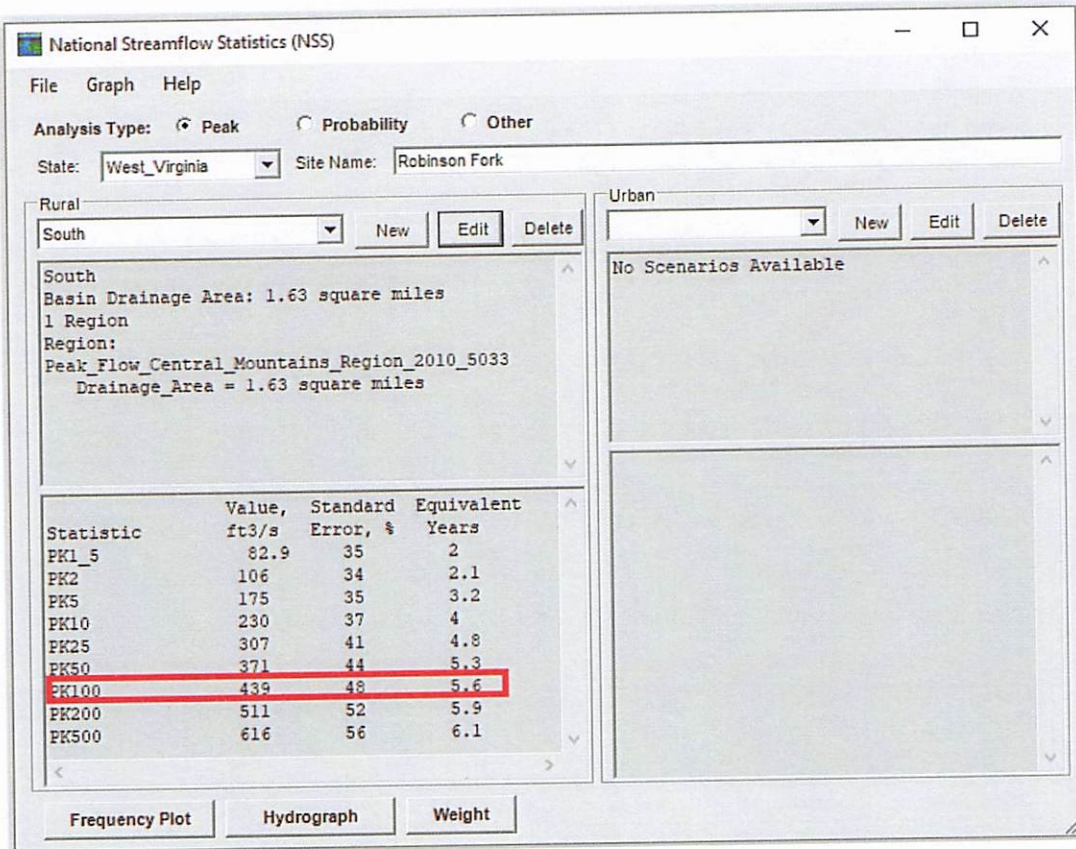 National Streamflow Statistics (NSS)
File Graph Help
Analysis Type: Peak Probability Other
State: West_Virginia Site Name: Robinson Fork
Rural
South New Edit Delete
South
Basin Drainage Area: 1.63 square miles
1 Region
Region:
Peak_Flow_Central_Mountains_Region_2010_5033
Drainage_Area = 1.63 square miles
Urban
New Edit Delete
No Scenarios Available
Value, Standard Equivalent
Statistic ft3/s Error, % Years
PK1_5 82.9 35 2
PK2 106 34 2.1
PK5 175 35 3.2
PK10 230 37 4
PK25 307 41 4.8
PK50 371 44 5.3
PK100 439 48 5.6
PK200 511 52 5.9
PK500 616 56 6.1
Frequency Plot Hydrograph Weight